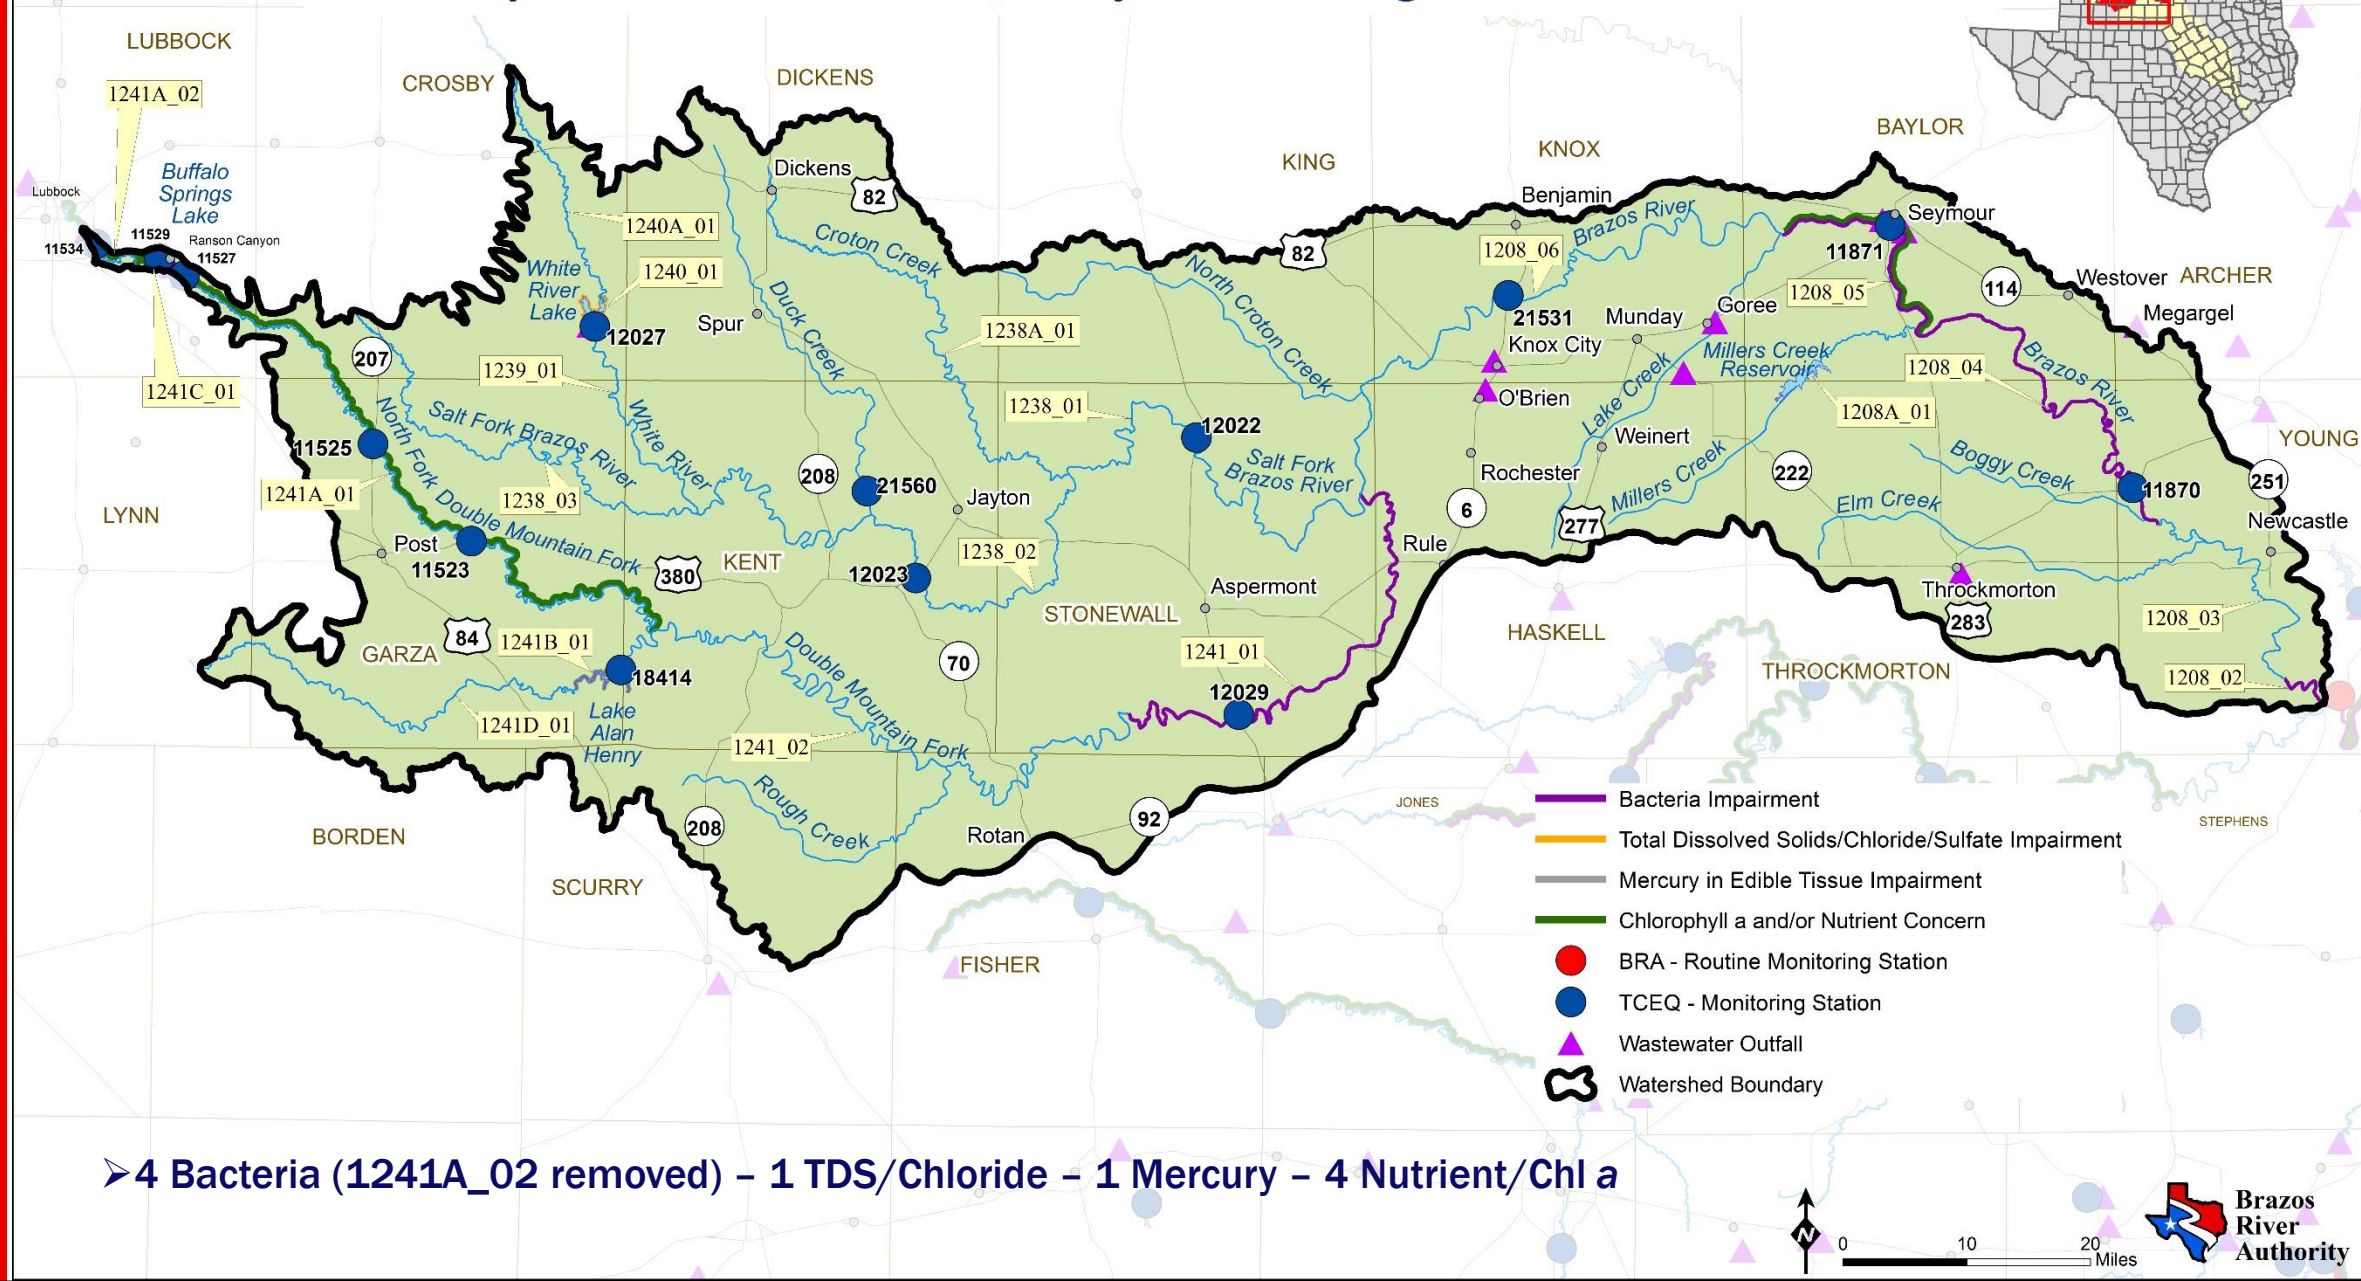 LUBBOCK
CROSBY
DICKENS
KING
KNOX
BAYLOR
ARCHER
YOUNG
LYNN
GARZA
KENT
STONEWALL
HASKELL
THROCKMORTON
BORDEN
SCURRY
FISHER
JONES
STEPHENS
1241A_02
Buffalo
Springs
Lake
Lubbock
11534
11529
Ranson Canyon
11527
1241C_01
207
1240A_01
1240_01
White
River
Lake
12027
1239_01
White River
Spur
Dickens
82
Croton Creek
Duck Creek
1238A_01
North Croton Creek
82
Benjamin
Brazos River
1208_06
21531
Knox City
O'Brien
Munday
Goree
Lake Creek
Millers Creek
Reservoir
1208A_01
Weinert
Rochester
Millers Creek
6
277
222
Seymour
11871
1208_05
114
Westover
Megargel
1208_04
Brazos River
Boggy Creek
Elm Creek
11870
251
Newcastle
Throckmorton
283
1208_03
1208_02
11525
North Fork Double Mountain Fork
Salt Fork Brazos River
1241A_01
1238_03
Post
11523
380
84
1241B_01
18414
Lake
Alan
Henry
1241D_01
208
21560
Jayton
12023
1238_02
1238_01
12022
Salt Fork
Brazos River
Aspermont
Rule
1241_01
12029
70
Double Mountain Fork
1241_02
Rough Creek
208
Rotan
92
Bacteria Impairment
Total Dissolved Solids/Chloride/Sulfate Impairment
Mercury in Edible Tissue Impairment
Chlorophyll a and/or Nutrient Concern
BRA - Routine Monitoring Station
TCEQ - Monitoring Station
Wastewater Outfall
Watershed Boundary
➢4 Bacteria (1241A_02 removed) – 1 TDS/Chloride – 1 Mercury – 4 Nutrient/Chl a
N
0 10 20
Miles
Brazos
River
Authority